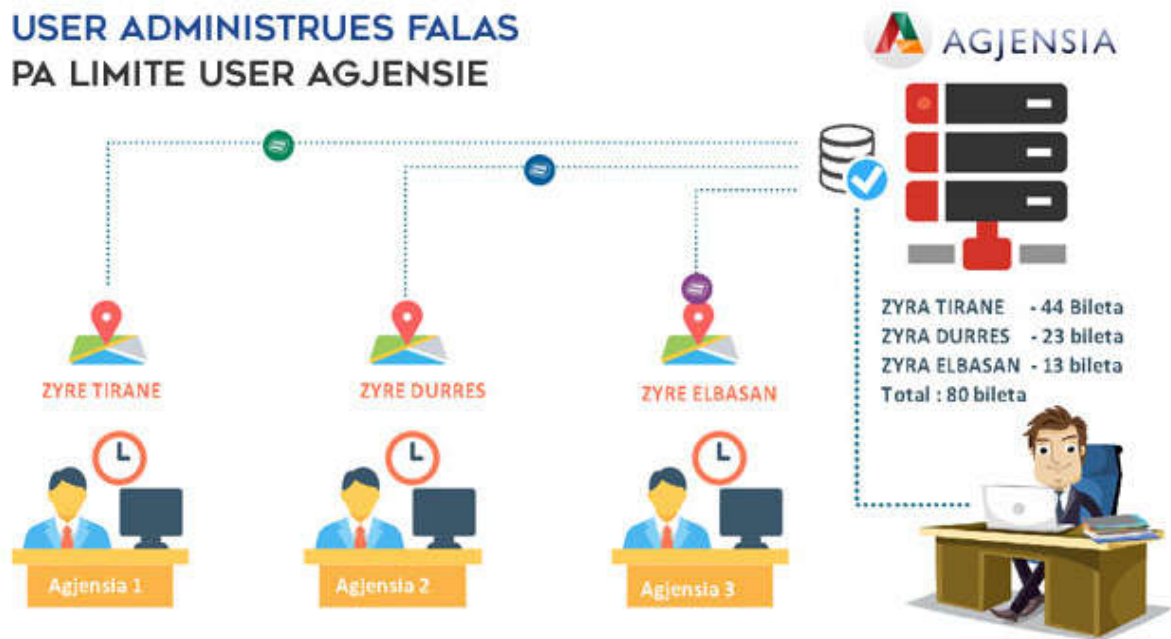 USER ADMINISTRUES FALAS
PA LIMITE USER AGJENSIE
AGJENSIA
ZYRA TIRANE - 44 Bileta
ZYRA DURRES - 23 bileta
ZYRA ELBASAN - 13 bileta
Total : 80 bileta
ZYRE TIRANE
ZYRE DURRES
ZYRE ELBASAN
Agjensia 1
Agjensia 2
Agjensia 3